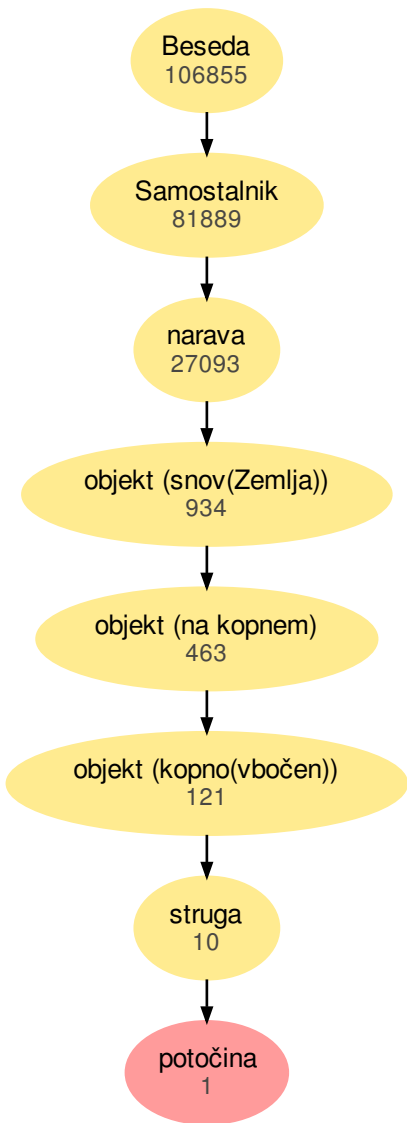 Beseda
106855
Samostalnik
81889
narava
27093
objekt (snov(Zemlja))
934
objekt (na kopnem)
463
objekt (kopno(vbočen))
121
struga
10
potočina
1